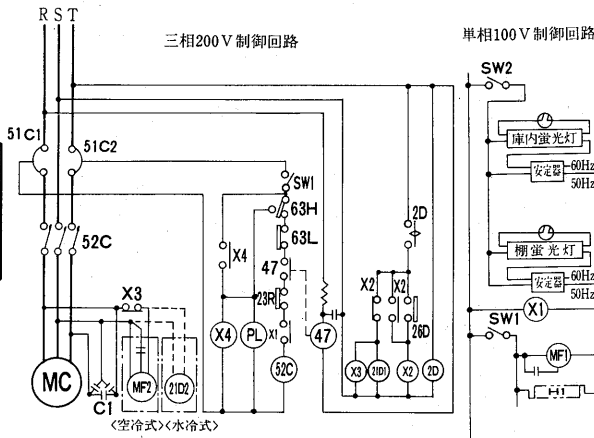 R S T
三相200V制御回路
単相100V制御回路
SW2
51C1
51C2
庫内蛍光灯
安定器
60Hz
50Hz
SW1
63H
2D
63L
52C
X4
47
棚蛍光灯
X2
X2
安定器
60Hz
50Hz
X3
23R
26D
X1
SW1
X4
PL
X1
47
MF1
52C
X3
21D1
X2
2D
MC
C1
MF2
21D2
H1
<空冷式>
<水冷式>